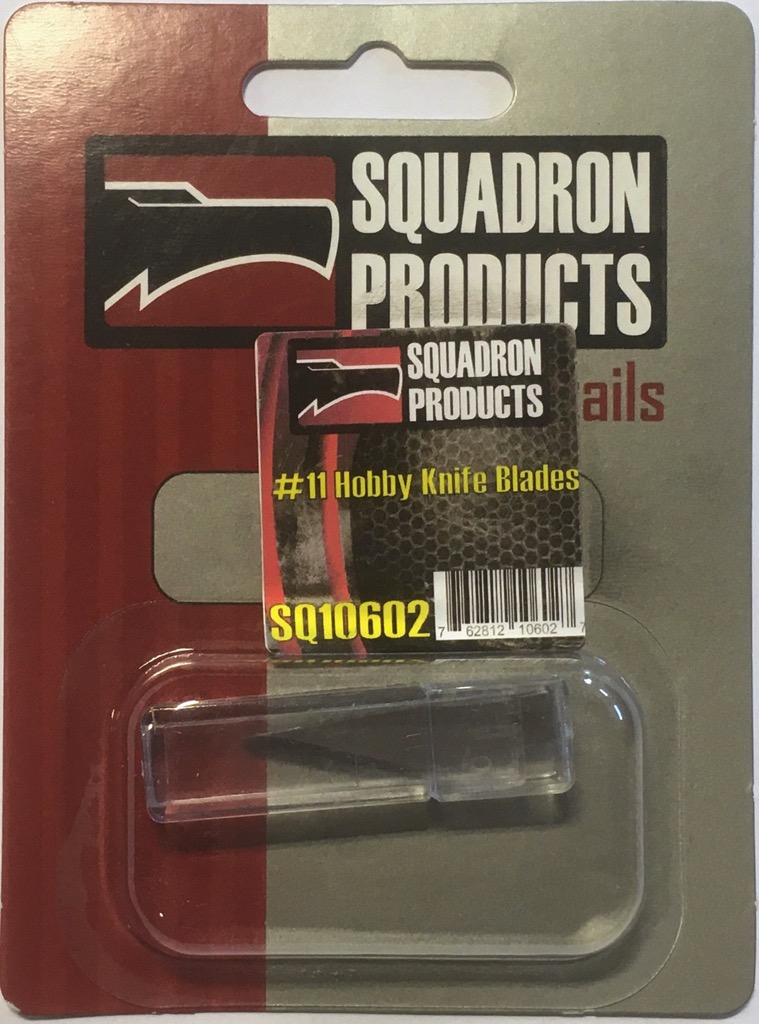 SQUADRON
PRODUCTS
ails
SQUADRON
PRODUCTS
#11 Hobby Knife Blades
SQ10602
7 62812 10602 7